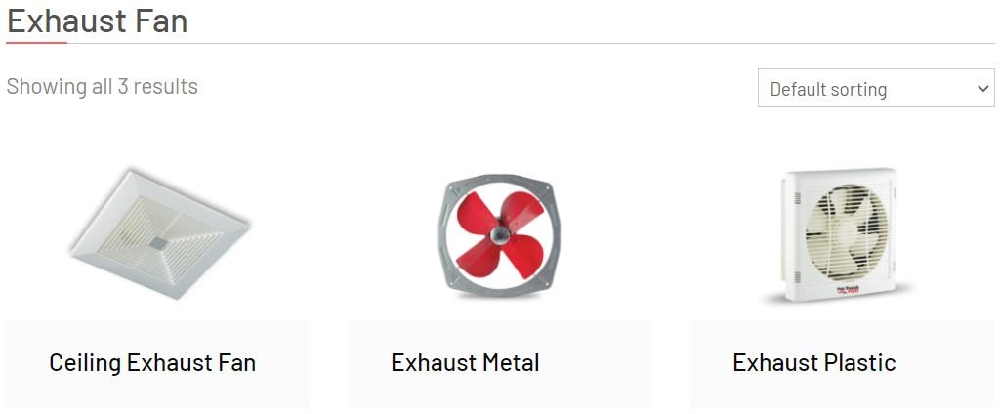 Exhaust Fan
Showing all 3 results
Default sorting
Ceiling Exhaust Fan
Exhaust Metal
Exhaust Plastic